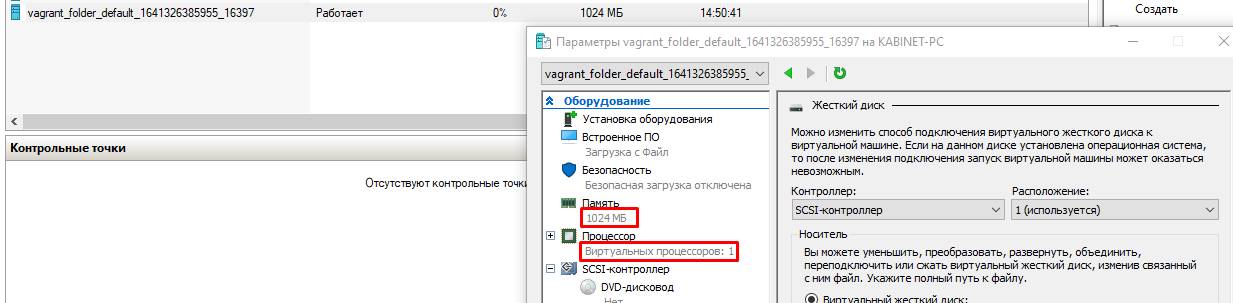 vagrant_folder_default_1641326385955_16397 Работает 0% 1024 МБ 14:50:41
Создать
Параметры vagrant_folder_default_1641326385955_16397 на KABINET-PC
vagrant_folder_default_1641326385955_
Оборудование
Установка оборудования
Встроенное ПО
Загрузка с Файл
Безопасность
Безопасная загрузка отключена
Память
1024 МБ
Процессор
Виртуальных процессоров: 1
SCSI-контроллер
DVD-дисковод
Нет
Жесткий диск
Можно изменить способ подключения виртуального жесткого диска к
виртуальной машине. Если на данном диске установлена операционная система,
то после изменения подключения запуск виртуальной машины может оказаться
невозможным.
Контроллер: Расположение:
SCSI-контроллер 1 (используется)
Носитель
Вы можете уменьшить, преобразовать, развернуть, объединить,
переподключить или сжать виртуальный жесткий диск, изменив связанный
с ним файл. Укажите полный путь к файлу.
Виртуальный жесткий диск:
Контрольные точки
Отсутствуют контрольные точки